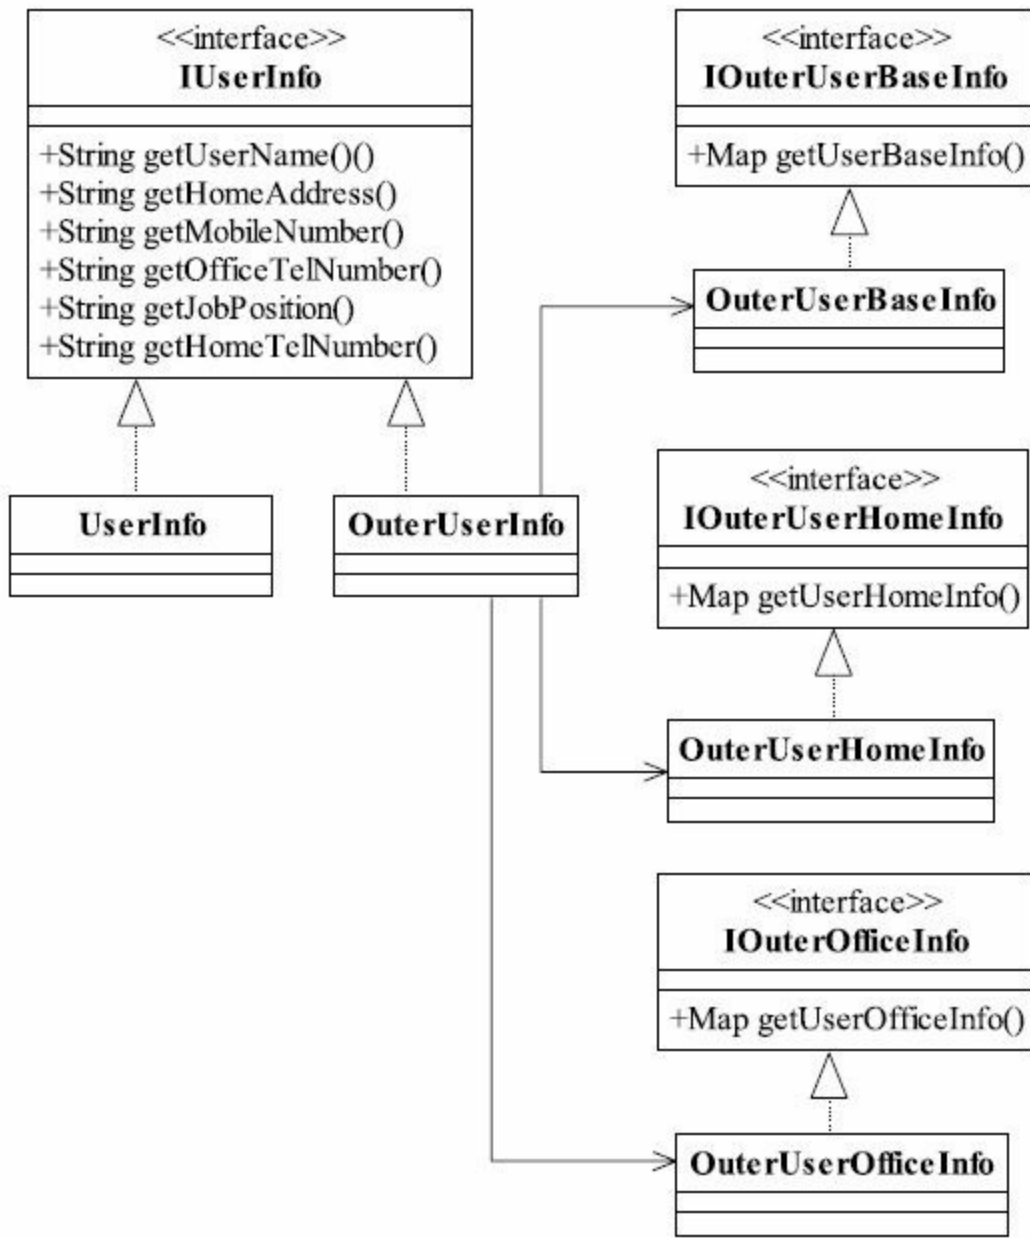 <<interface>>
IUserInfo
+String getUserName()()
+String getHomeAddress()
+String getMobileNumber()
+String getOfficeTelNumber()
+String getJobPosition()
+String getHomeTelNumber()
UserInfo
OuterUserInfo
<<interface>>
IOuterUserBaseInfo
+Map getUserBaseInfo()
OuterUserBaseInfo
<<interface>>
IOuterUserHomeInfo
+Map getUserHomeInfo()
OuterUserHomeInfo
<<interface>>
IOuterOfficeInfo
+Map getUserOfficeInfo()
OuterUserOfficeInfo